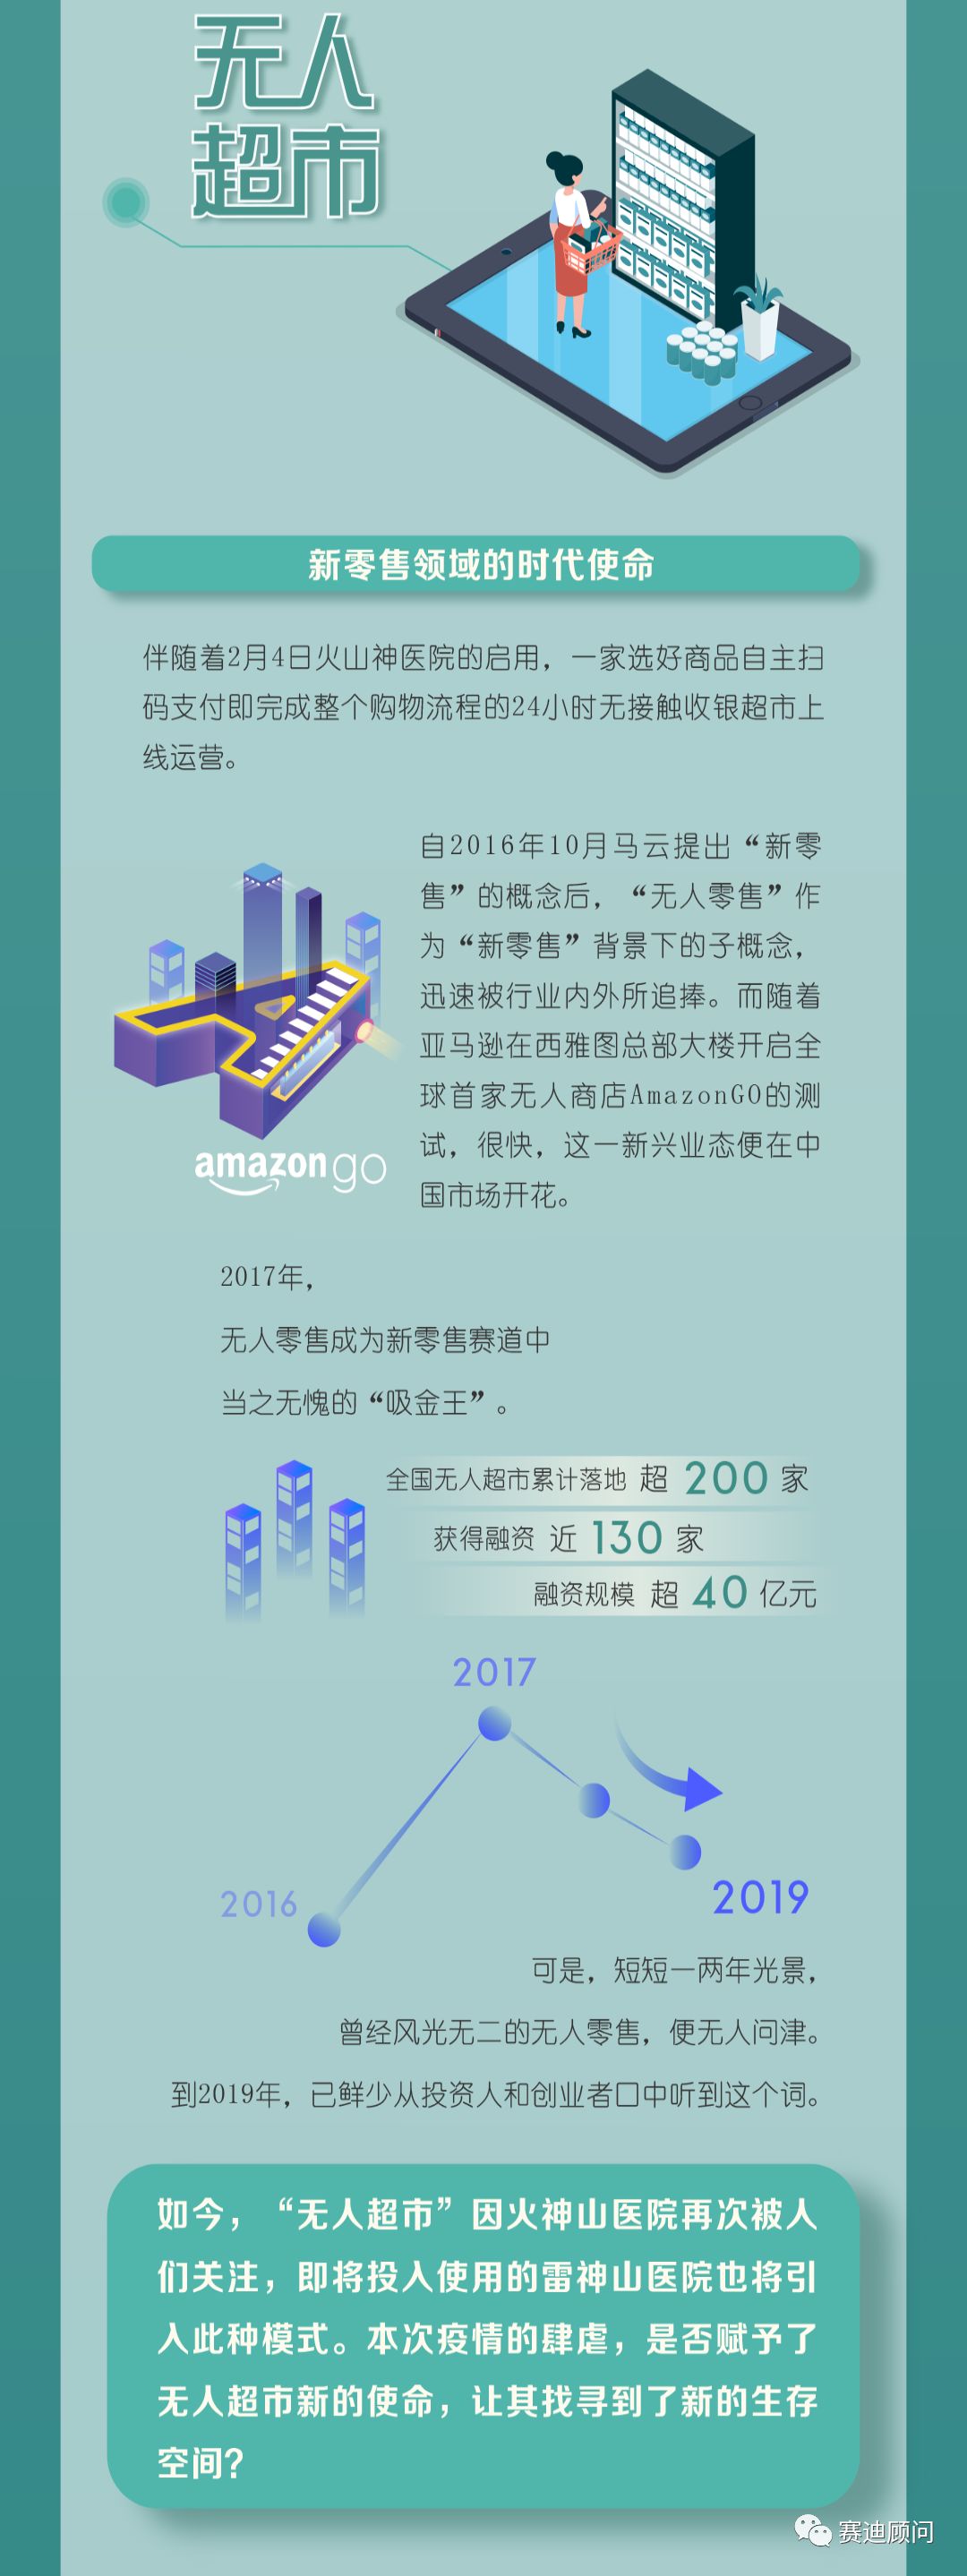 无人
超市
新零售领域的时代使命
伴随着2月4日火山神医院的启用，一家选好商品自主扫
码支付即完成整个购物流程的24小时无接触收银超市上
线运营。
自2016年10月马云提出“新零
售”的概念后，“无人零售”作
为“新零售”背景下的子概念，
迅速被行业内外所追捧。而随着
亚马逊在西雅图总部大楼开启全
球首家无人商店AmazonGO的测
试，很快，这一新兴业态便在中
国市场开花。
amazon go
2017年，
无人零售成为新零售赛道中
当之无愧的“吸金王”。
全国无人超市累计落地 超 200 家
获得融资 近 130 家
融资规模 超 40 亿元
2017
2016
2019
可是，短短一两年光景，
曾经风光无二的无人零售，便无人问津。
到2019年，已鲜少从投资人和创业者口中听到这个词。
如今，“无人超市”因火神山医院再次被人
们关注，即将投入使用的雷神山医院也将引
入此种模式。本次疫情的肆虐，是否赋予了
无人超市新的使命，让其找寻到了新的生存
空间？
赛迪顾问